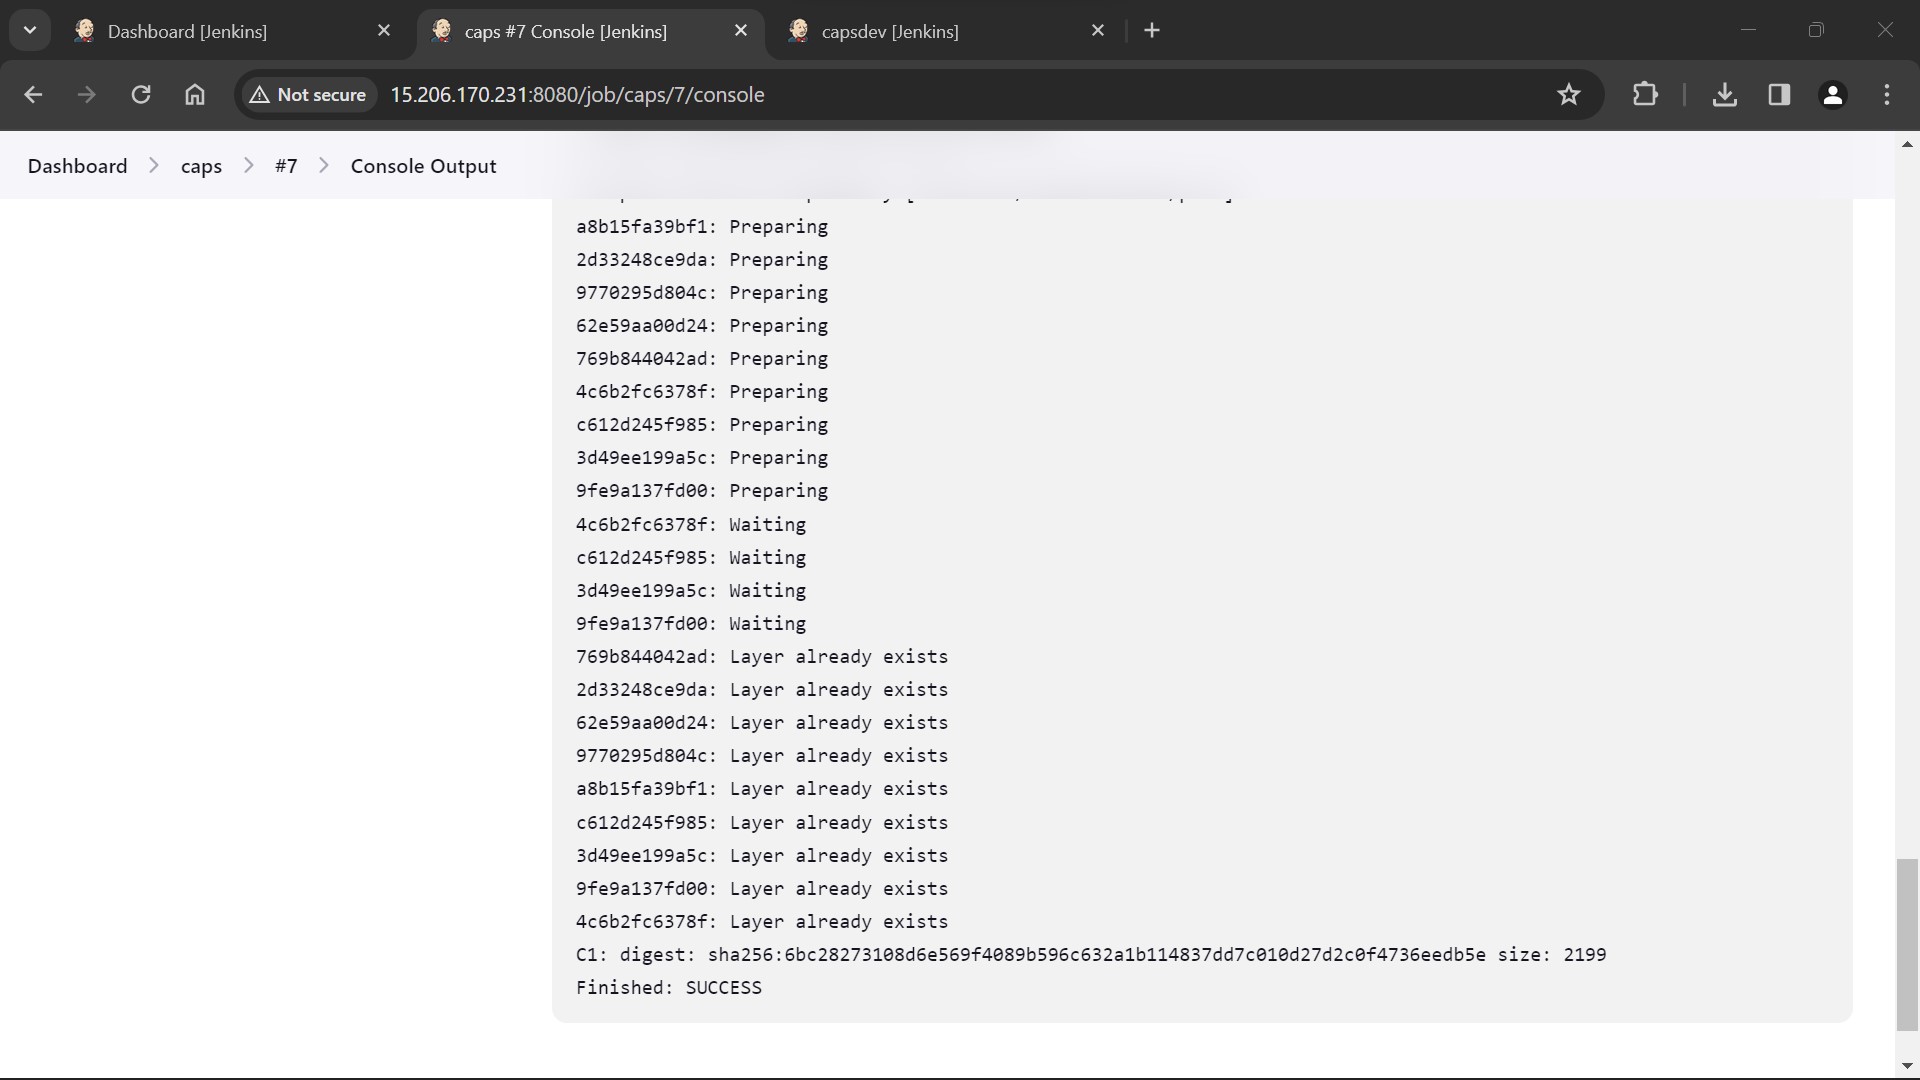 Dashboard [Jenkins]
caps #7 Console [Jenkins]
capsdev [Jenkins]
Not secure
15.206.170.231:8080/job/caps/7/console
Dashboard
caps
#7
Console Output
a8b15fa39bf1: Preparing
2d33248ce9da: Preparing
9770295d804c: Preparing
62e59aa00d24: Preparing
769b844042ad: Preparing
4c6b2fc6378f: Preparing
c612d245f985: Preparing
3d49ee199a5c: Preparing
9fe9a137fd00: Preparing
4c6b2fc6378f: Waiting
c612d245f985: Waiting
3d49ee199a5c: Waiting
9fe9a137fd00: Waiting
769b844042ad: Layer already exists
2d33248ce9da: Layer already exists
62e59aa00d24: Layer already exists
9770295d804c: Layer already exists
a8b15fa39bf1: Layer already exists
c612d245f985: Layer already exists
3d49ee199a5c: Layer already exists
9fe9a137fd00: Layer already exists
4c6b2fc6378f: Layer already exists
C1: digest: sha256:6bc28273108d6e569f4089b596c632a1b114837dd7c010d27d2c0f4736eedb5e size: 2199
Finished: SUCCESS